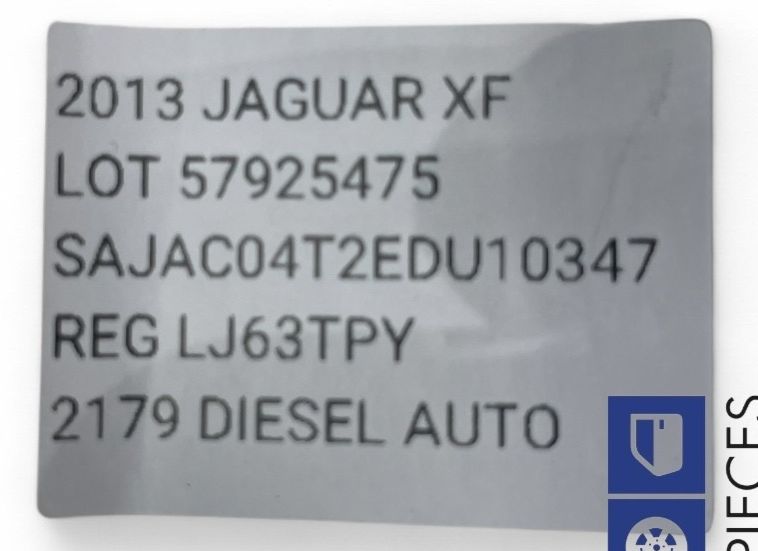 2013 JAGUAR XF
LOT 57925475
SAJAC04T2EDU10347
REG LJ63TPY
2179 DIESEL AUTO
PIECES